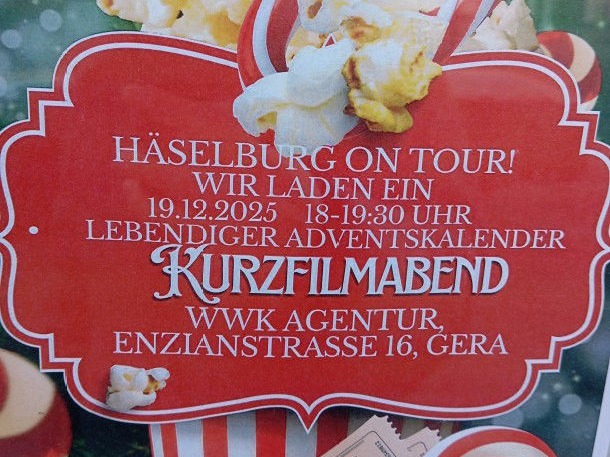 HÄSELBURG ON TOUR!
WIR LADEN EIN
19.12.2025 18-19:30 UHR
LEBENDIGER ADVENTSKALENDER
KURZFILMABEND
WWK AGENTUR,
ENZIANSTRASSE 16, GERA